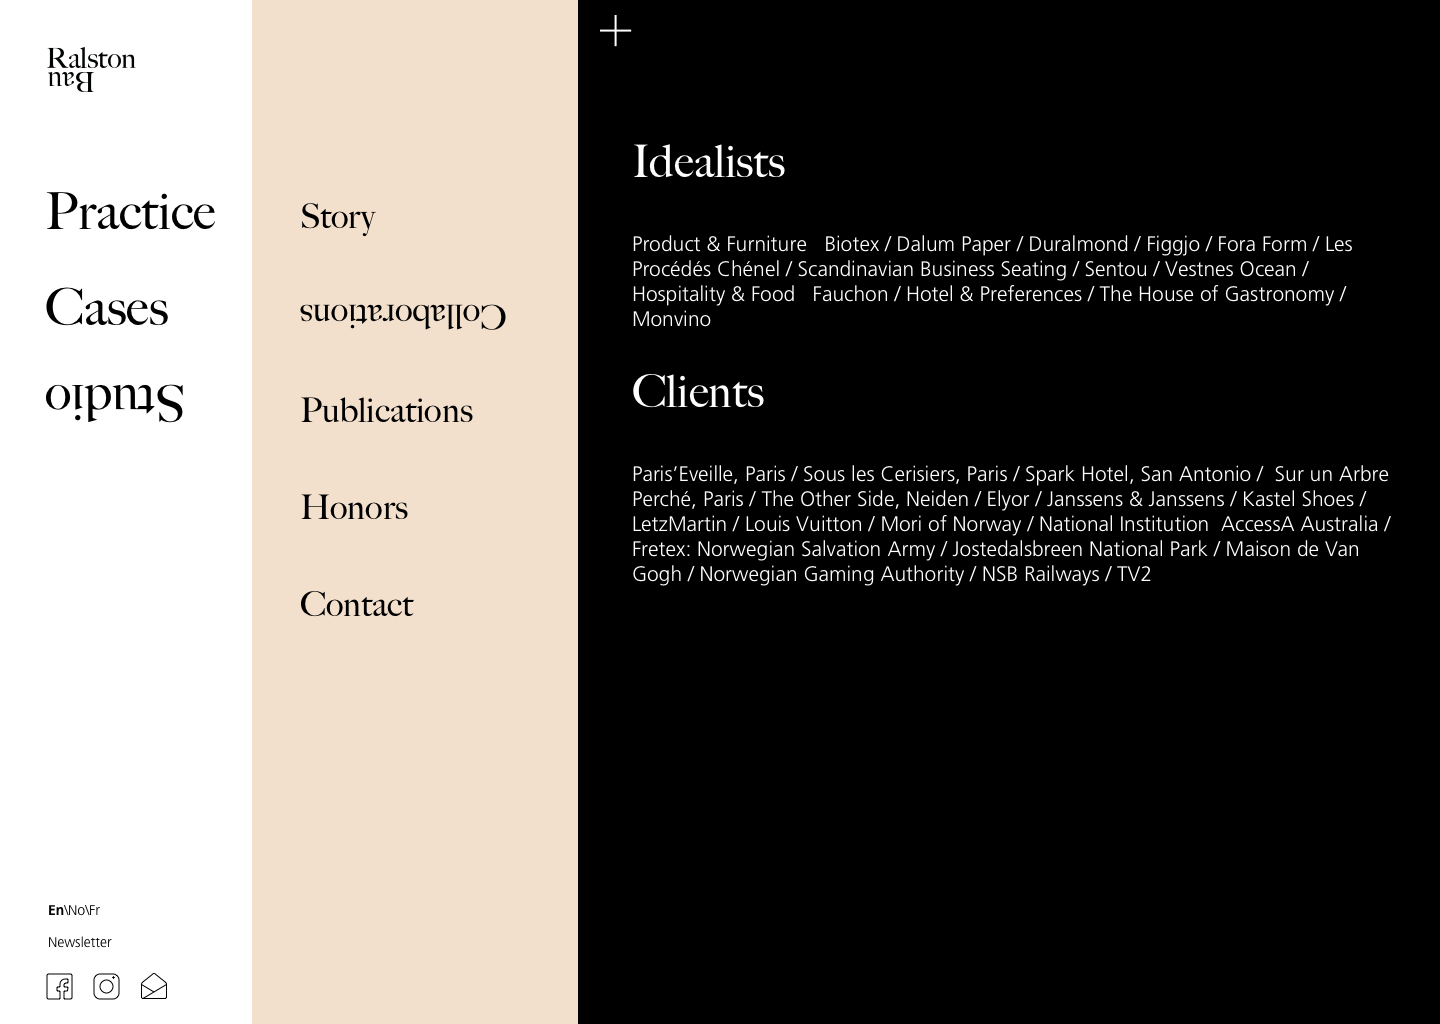 Ralston
Bau
Practice
Cases
Studio
Story
Collaborations
Publications
Honors
Contact
Idealists
Product & Furniture   Biotex / Dalum Paper / Duralmond / Figgjo / Fora Form / Les
Procédés Chénel / Scandinavian Business Seating / Sentou / Vestnes Ocean /
Hospitality & Food   Fauchon / Hotel & Preferences / The House of Gastronomy /
Monvino
Clients
Paris’Eveille, Paris / Sous les Cerisiers, Paris / Spark Hotel, San Antonio /  Sur un Arbre
Perché, Paris / The Other Side, Neiden / Elyor / Janssens & Janssens / Kastel Shoes /
LetzMartin / Louis Vuitton / Mori of Norway / National Institution  AccessA Australia /
Fretex: Norwegian Salvation Army / Jostedalsbreen National Park / Maison de Van
Gogh / Norwegian Gaming Authority / NSB Railways / TV2
En\No\Fr
Newsletter